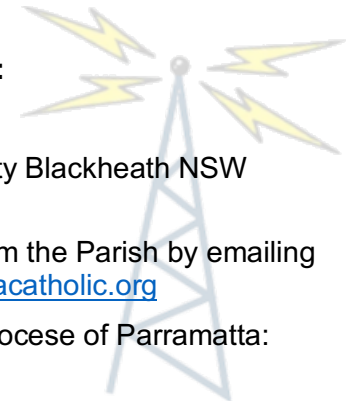 :
ty Blackheath NSW
m the Parish by emailing
acatholic.org
ocese of Parramatta: